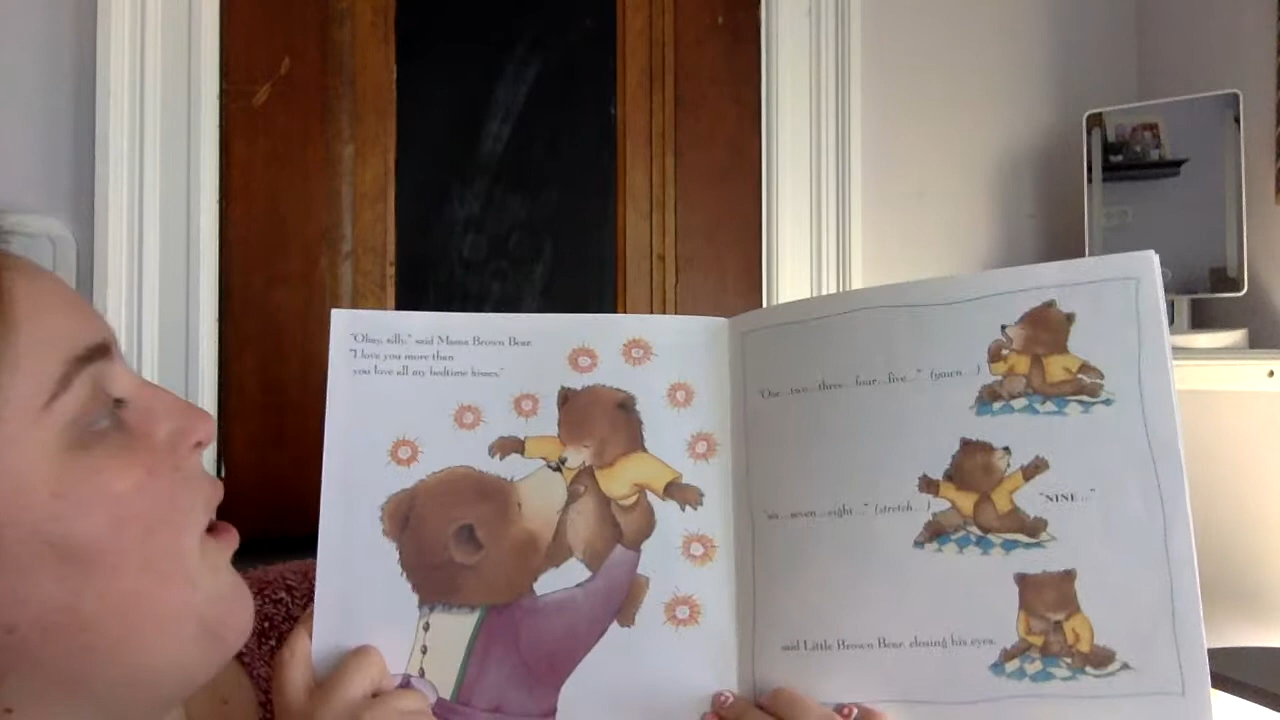 "Okay, silly," said Mama Brown Bear.
"I love you more than
you love all my bedtime kisses."
"One...two...three...four...five..." (yawn...)
"six...seven...eight..." (stretch...)
"NINE..."
said Little Brown Bear, closing his eyes.